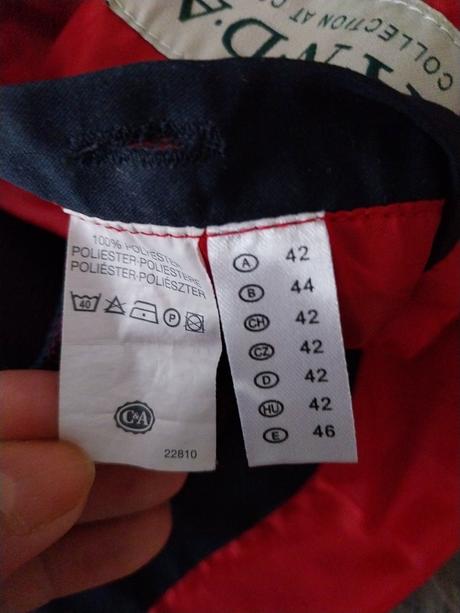 COLLECTION AT C
100% POLYESTER
POLIESTER·POLIESTERE
POLIÉSTER·POLIÉSZTER
40 P
C&A
22810
A 42
B 44
CH 42
CZ 42
D 42
HU 42
E 46